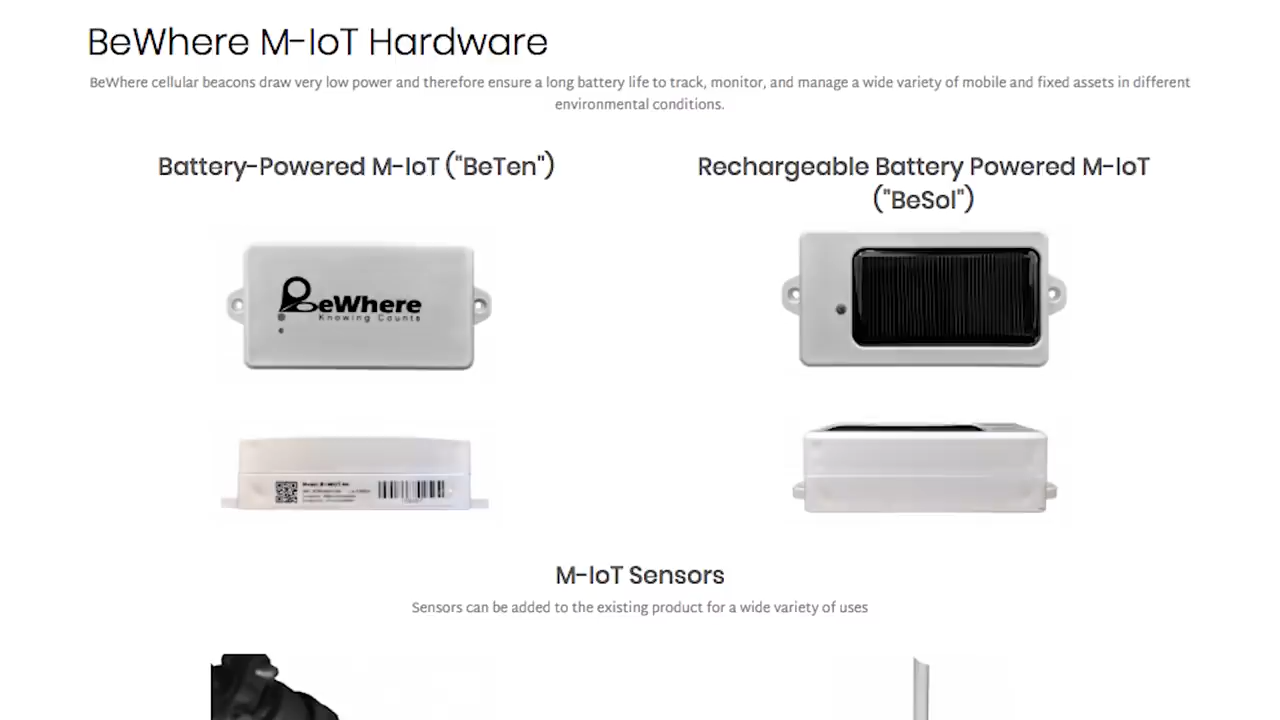 BeWhere M-IoT Hardware
BeWhere cellular beacons draw very low power and therefore ensure a long battery life to track, monitor, and manage a wide variety of mobile and fixed assets in different
environmental conditions.
Battery-Powered M-IoT ("BeTen")
Rechargeable Battery Powered M-IoT
("BeSol")
BeWhere
Knowing Counts
M-IoT Sensors
Sensors can be added to the existing product for a wide variety of uses